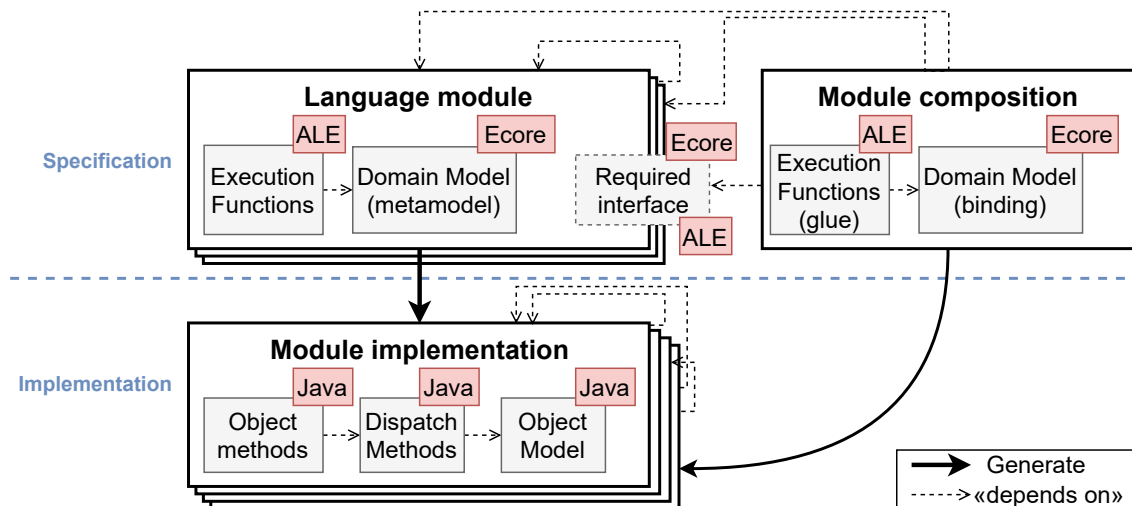 Language module
Module composition
ALE
Ecore
Ecore
ALE
Ecore
Specification
Execution
Functions
Domain Model
(metamodel)
Required
interface
ALE
Execution
Functions
(glue)
Domain Model
(binding)
Module implementation
Implementation
Java
Java
Java
Object
methods
Dispatch
Methods
Object
Model
Generate
«depends on»